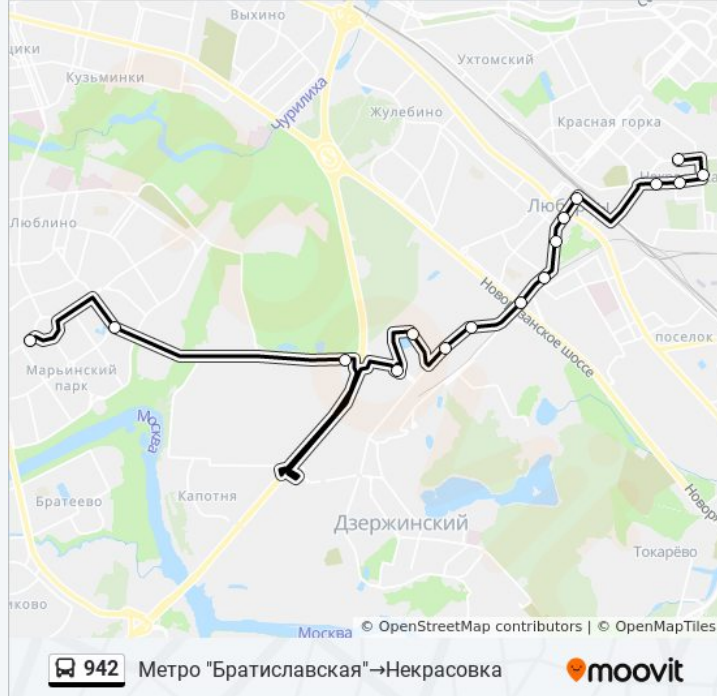 Выхино
Кузьминки
Ухтомский
Чурилиха
Жулебино
Красная горка
Люблино
Люберцы
Новорязанское шоссе
поселок
Марьинский
парк
Москва
Братеево
Капотня
Дзержинский
Токарёво
Москва
© OpenStreetMap contributors | © OpenMapTiles
942 Метро "Братиславская"→Некрасовка
moovit